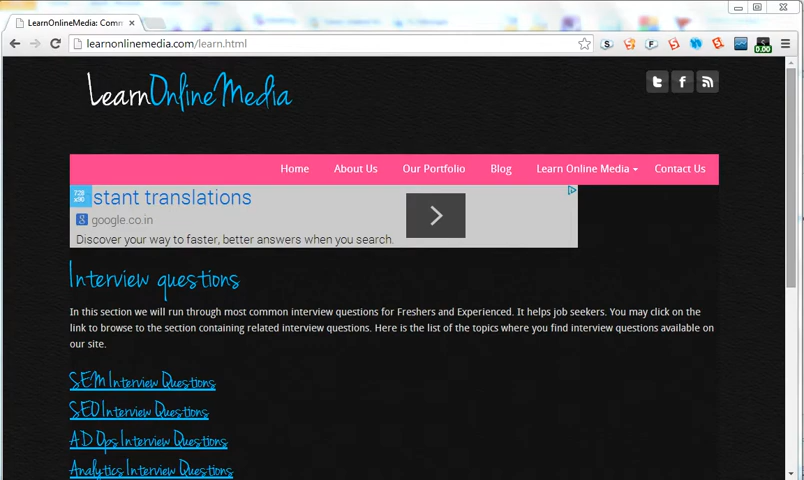 LearnOnlineMedia: Comm
learnonlinemedia.com/learn.html
0.00
LearnOnlineMedia
Home About Us Our Portfolio Blog Learn Online Media Contact Us
728
x90
stant translations
google.co.in
Discover your way to faster, better answers when you search.
Interview questions
In this section we will run through most common interview questions for Freshers and Experienced. It helps job seekers. You may click on the
link to browse to the section containing related interview questions. Here is the list of the topics where you find interview questions available on
our site.
SEM Interview Questions
SEO Interview Questions
AD Ops Interview Questions
Analytics Interview Questions